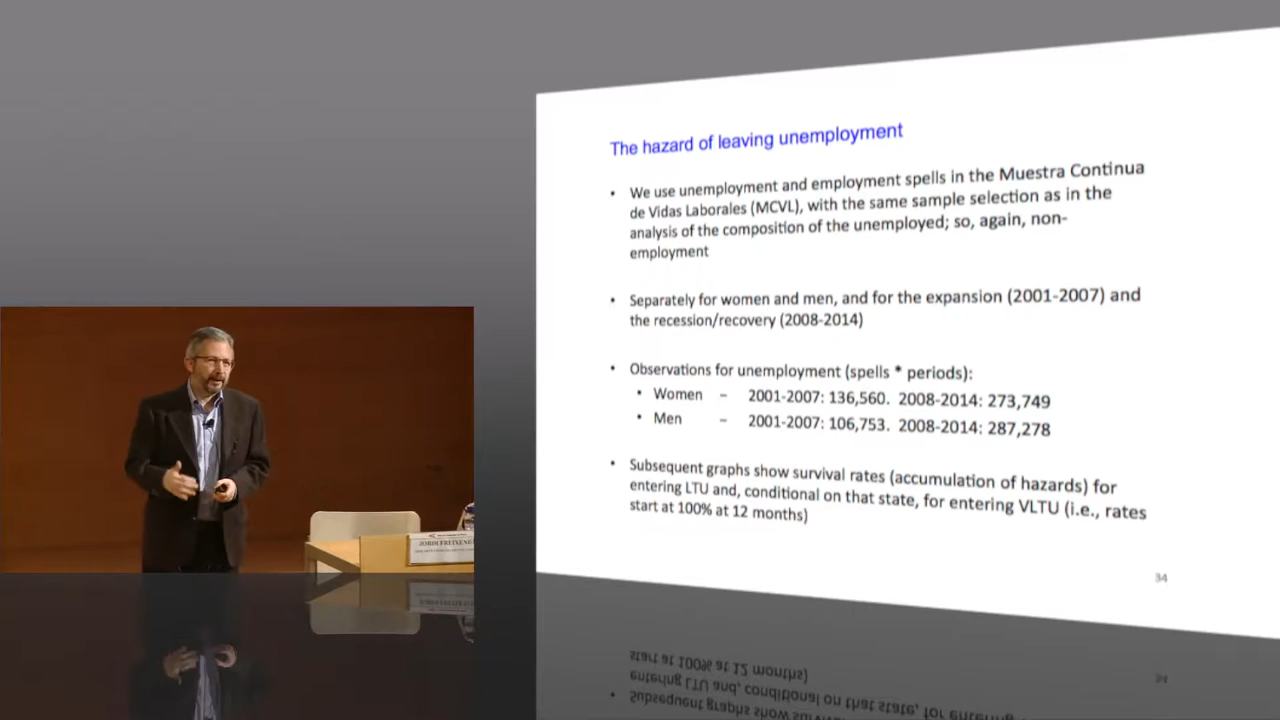 The hazard of leaving unemployment
• We use unemployment and employment spells in the Muestra Continua
de Vidas Laborales (MCVL), with the same sample selection as in the
analysis of the composition of the unemployed; so, again, non-
employment
• Separately for women and men, and for the expansion (2001-2007) and
the recession/recovery (2008-2014)
• Observations for unemployment (spells * periods):
• Women – 2001-2007: 136,560. 2008-2014: 273,749
• Men – 2001-2007: 106,753. 2008-2014: 287,278
• Subsequent graphs show survival rates (accumulation of hazards) for
entering LTU and, conditional on that state, for entering VLTU (i.e., rates
start at 100% at 12 months)
34